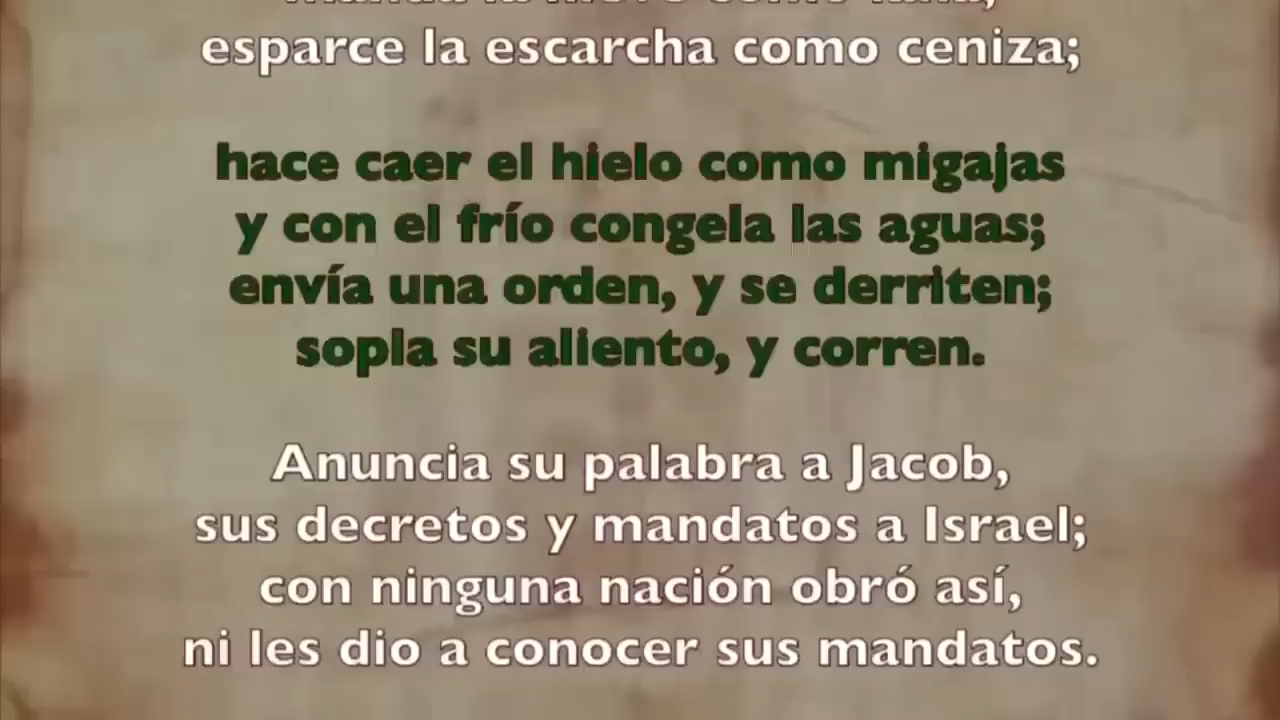 esparce la escarcha como ceniza;
hace caer el hielo como migajas
y con el frío congela las aguas;
envía una orden, y se derriten;
sopla su aliento, y corren.
Anuncia su palabra a Jacob,
sus decretos y mandatos a Israel;
con ninguna nación obró así,
ni les dio a conocer sus mandatos.